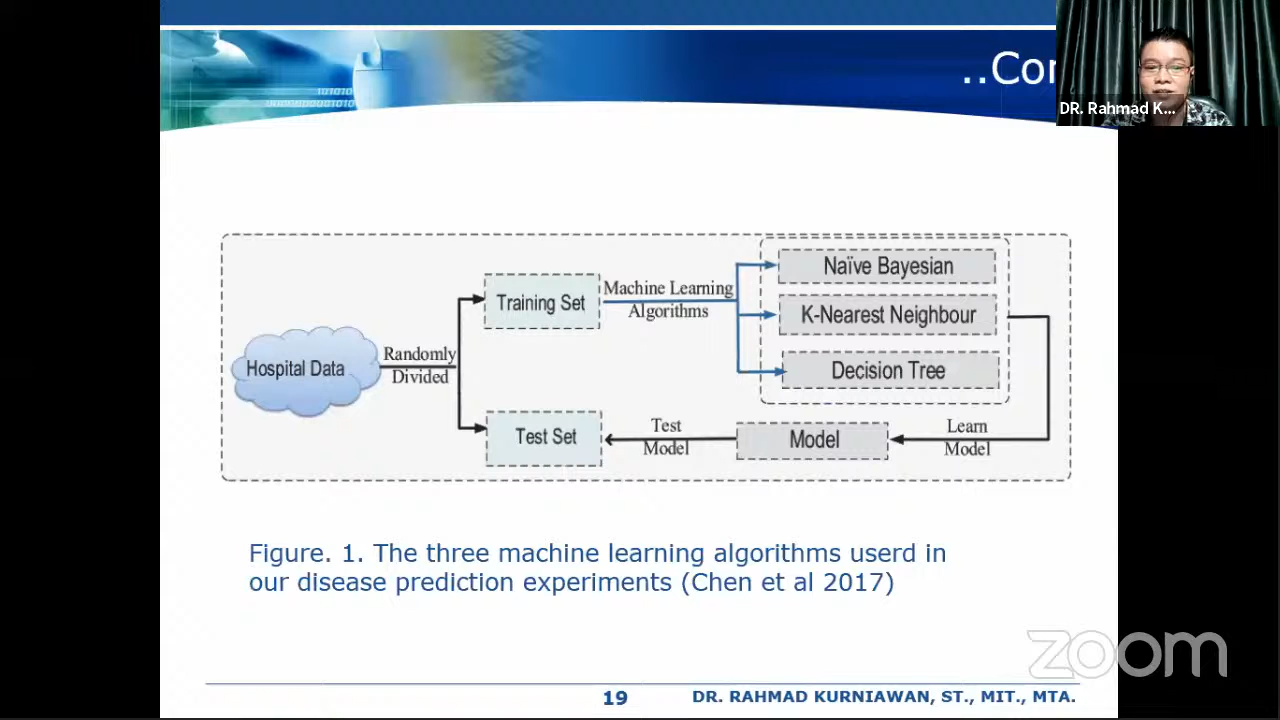 ..Con
DR. Rahmad K...
10101
Naïve Bayesian
Machine Learning
Algorithms
Training Set
K-Nearest Neighbour
Randomly
Divided
Hospital Data
Decision Tree
Test Set
Test
Model
Model
Learn
Model
Figure. 1. The three machine learning algorithms userd in
our disease prediction experiments (Chen et al 2017)
zoom
19
DR. RAHMAD KURNIAWAN, ST., MIT., MTA.